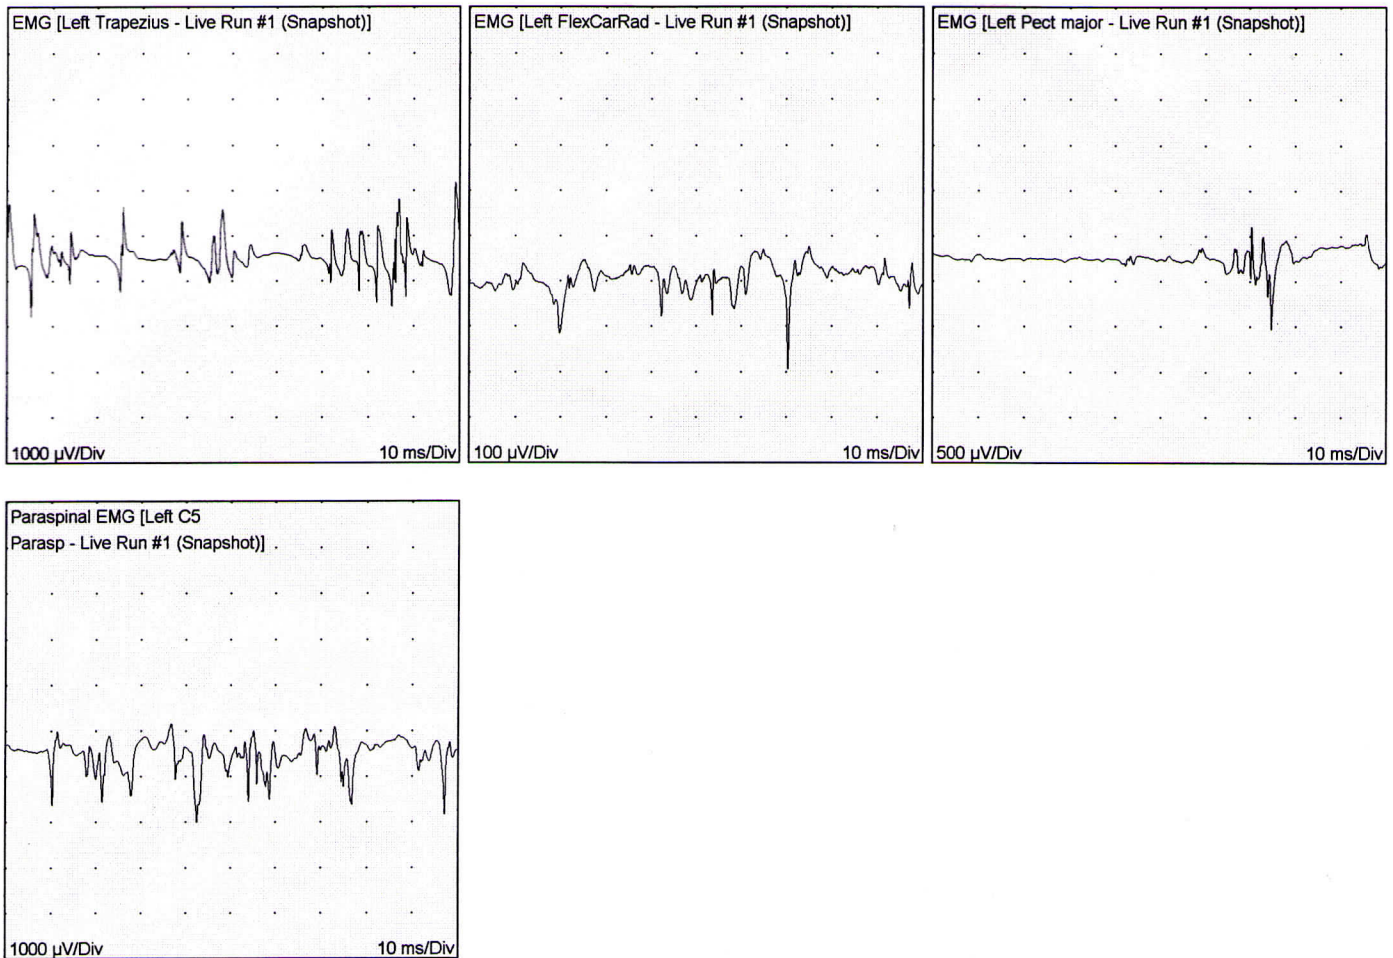 EMG [Left Trapezius - Live Run #1 (Snapshot)]
1000 µV/Div
10 ms/Div
EMG [Left FlexCarRad - Live Run #1 (Snapshot)]
100 µV/Div
10 ms/Div
EMG [Left Pect major - Live Run #1 (Snapshot)]
500 µV/Div
10 ms/Div
Paraspinal EMG [Left C5
Parasp - Live Run #1 (Snapshot)]
1000 µV/Div
10 ms/Div